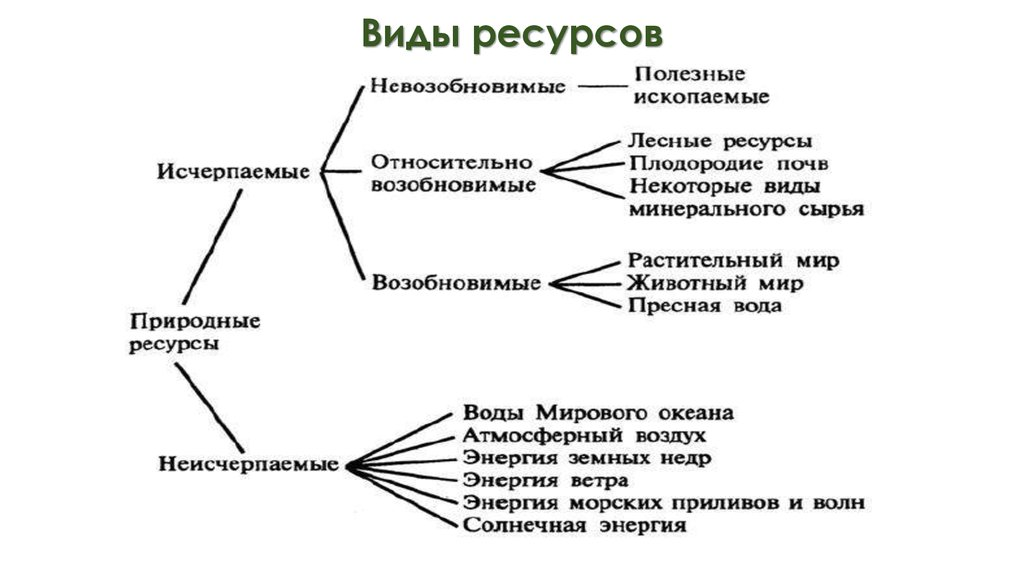 Виды ресурсов
Невозобновимые
Полезные
ископаемые
Исчерпаемые
Относительно
возобновимые
Лесные ресурсы
Плодородие почв
Некоторые виды
минерального сырья
Возобновимые
Растительный мир
Животный мир
Пресная вода
Природные
ресурсы
Неисчерпаемые
Воды Мирового океана
Атмосферный воздух
Энергия земных недр
Энергия ветра
Энергия морских приливов и волн
Солнечная энергия